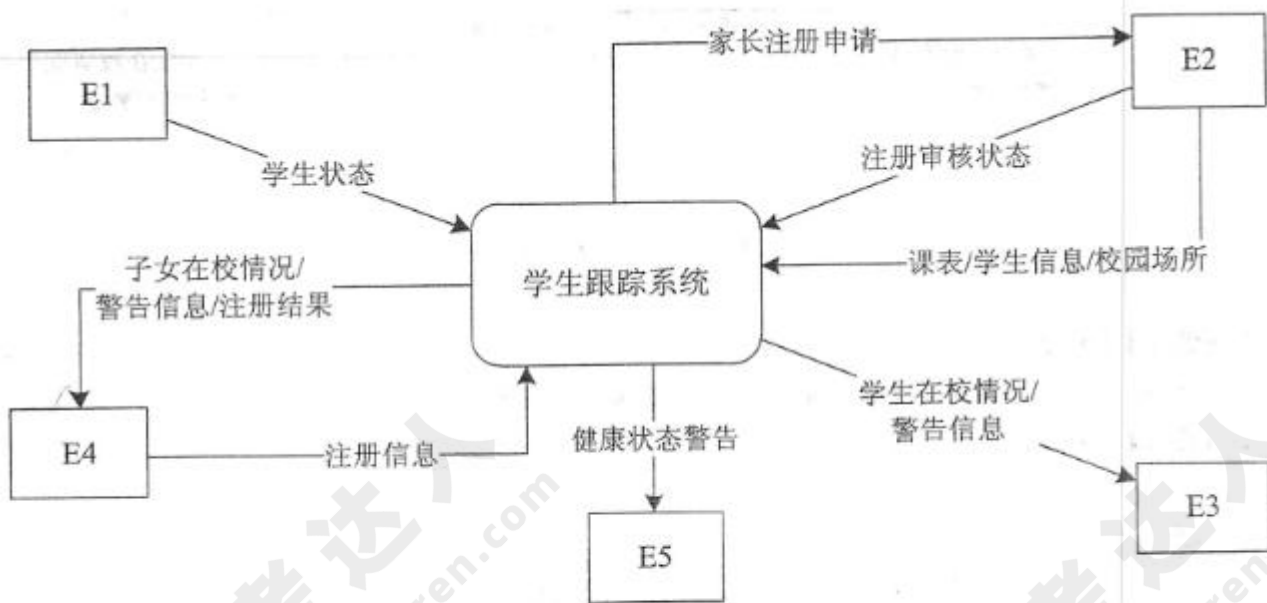 家长注册申请
E1
E2
学生状态
注册审核状态
子女在校情况/
警告信息/注册结果
学生跟踪系统
课表/学生信息/校园场所
学生在校情况/
警告信息
E4
注册信息
健康状态警告
E3
E5